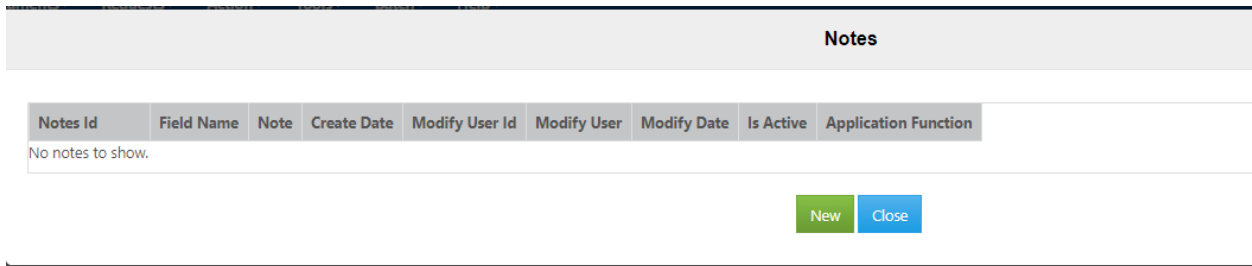 Notes
Notes Id Field Name Note Create Date Modify User Id Modify User Modify Date Is Active Application Function
No notes to show.
New Close